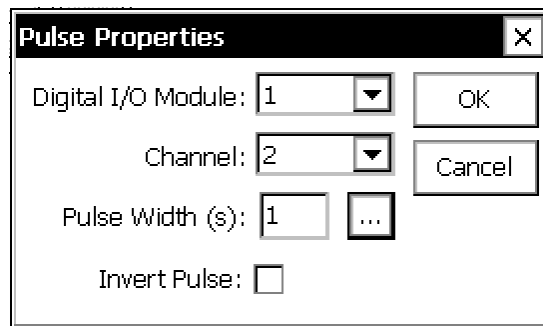 Pulse Properties
Digital I/O Module: 1 OK
Channel: 2 Cancel
Pulse Width (s): 1 ...
Invert Pulse: